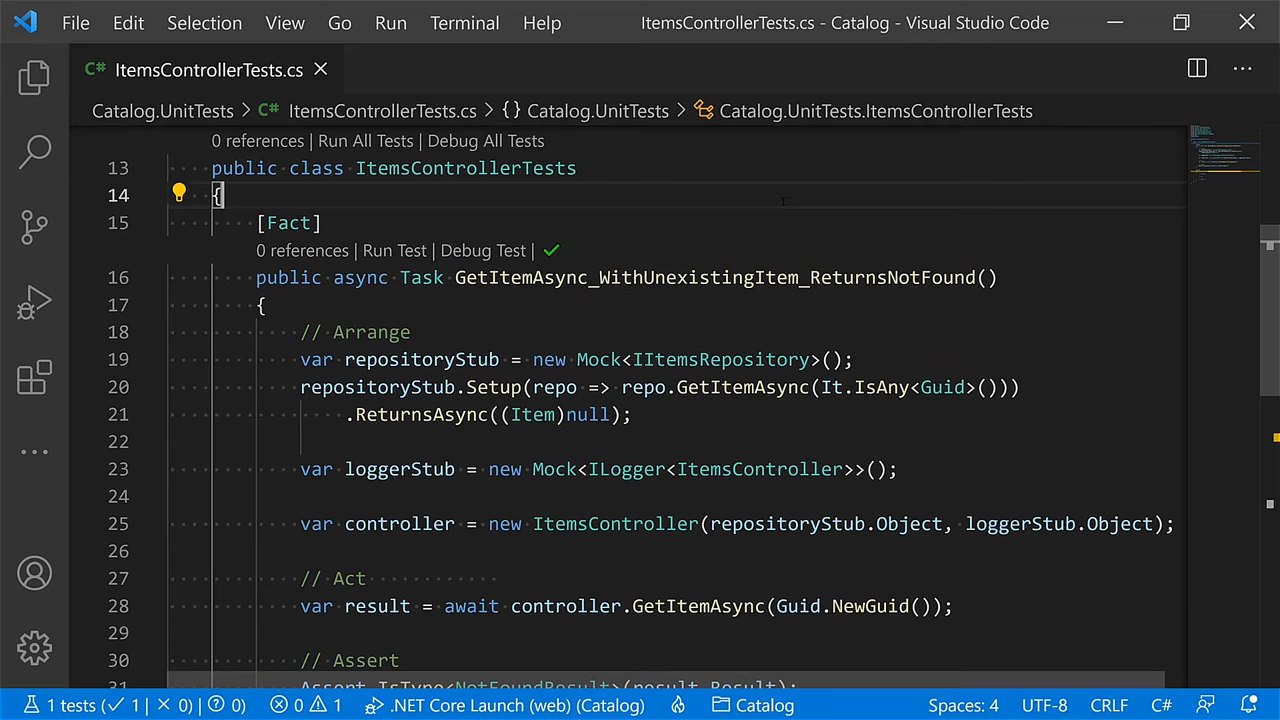 File Edit Selection View Go Run Terminal Help ItemsControllerTests.cs - Catalog - Visual Studio Code
C# ItemsControllerTests.cs
Catalog.UnitTests > C# ItemsControllerTests.cs > {} Catalog.UnitTests > Catalog.UnitTests.ItemsControllerTests
0 references | Run All Tests | Debug All Tests
13 public class ItemsControllerTests
14 {
15 [Fact]
0 references | Run Test | Debug Test | ✓
16 public async Task GetItemAsync_WithUnexistingItem_ReturnsNotFound()
17 {
18 // Arrange
19 var repositoryStub = new Mock<IItemsRepository>();
20 repositoryStub.Setup(repo => repo.GetItemAsync(It.IsAny<Guid>()))
21 .ReturnsAsync((Item)null);
22
23 var loggerStub = new Mock<ILogger<ItemsController>>();
24
25 var controller = new ItemsController(repositoryStub.Object, loggerStub.Object);
26
27 // Act
28 var result = await controller.GetItemAsync(Guid.NewGuid());
29
30 // Assert
31 Assert.IsType<NotFoundResult>(result.Result);
1 tests (✓ 1 | × 0) | ? 0) 0 1 .NET Core Launch (web) (Catalog) Catalog Spaces: 4 UTF-8 CRLF C#